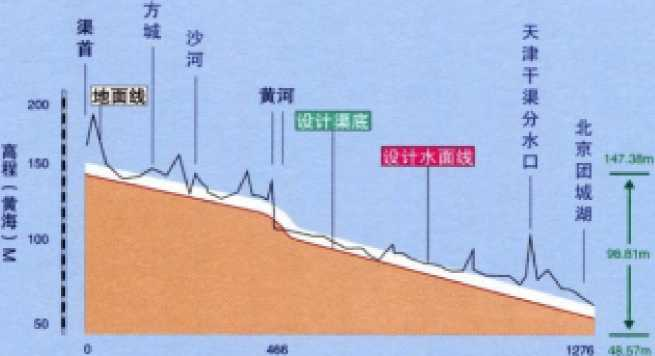 渠首
方城
沙河
黄河
天津干渠分水口
北京团城湖
地面线
设计渠底
设计水面线
高程(黄海)M
200
150
100
50
147.38m
98.81m
48.57m
0
466
1276